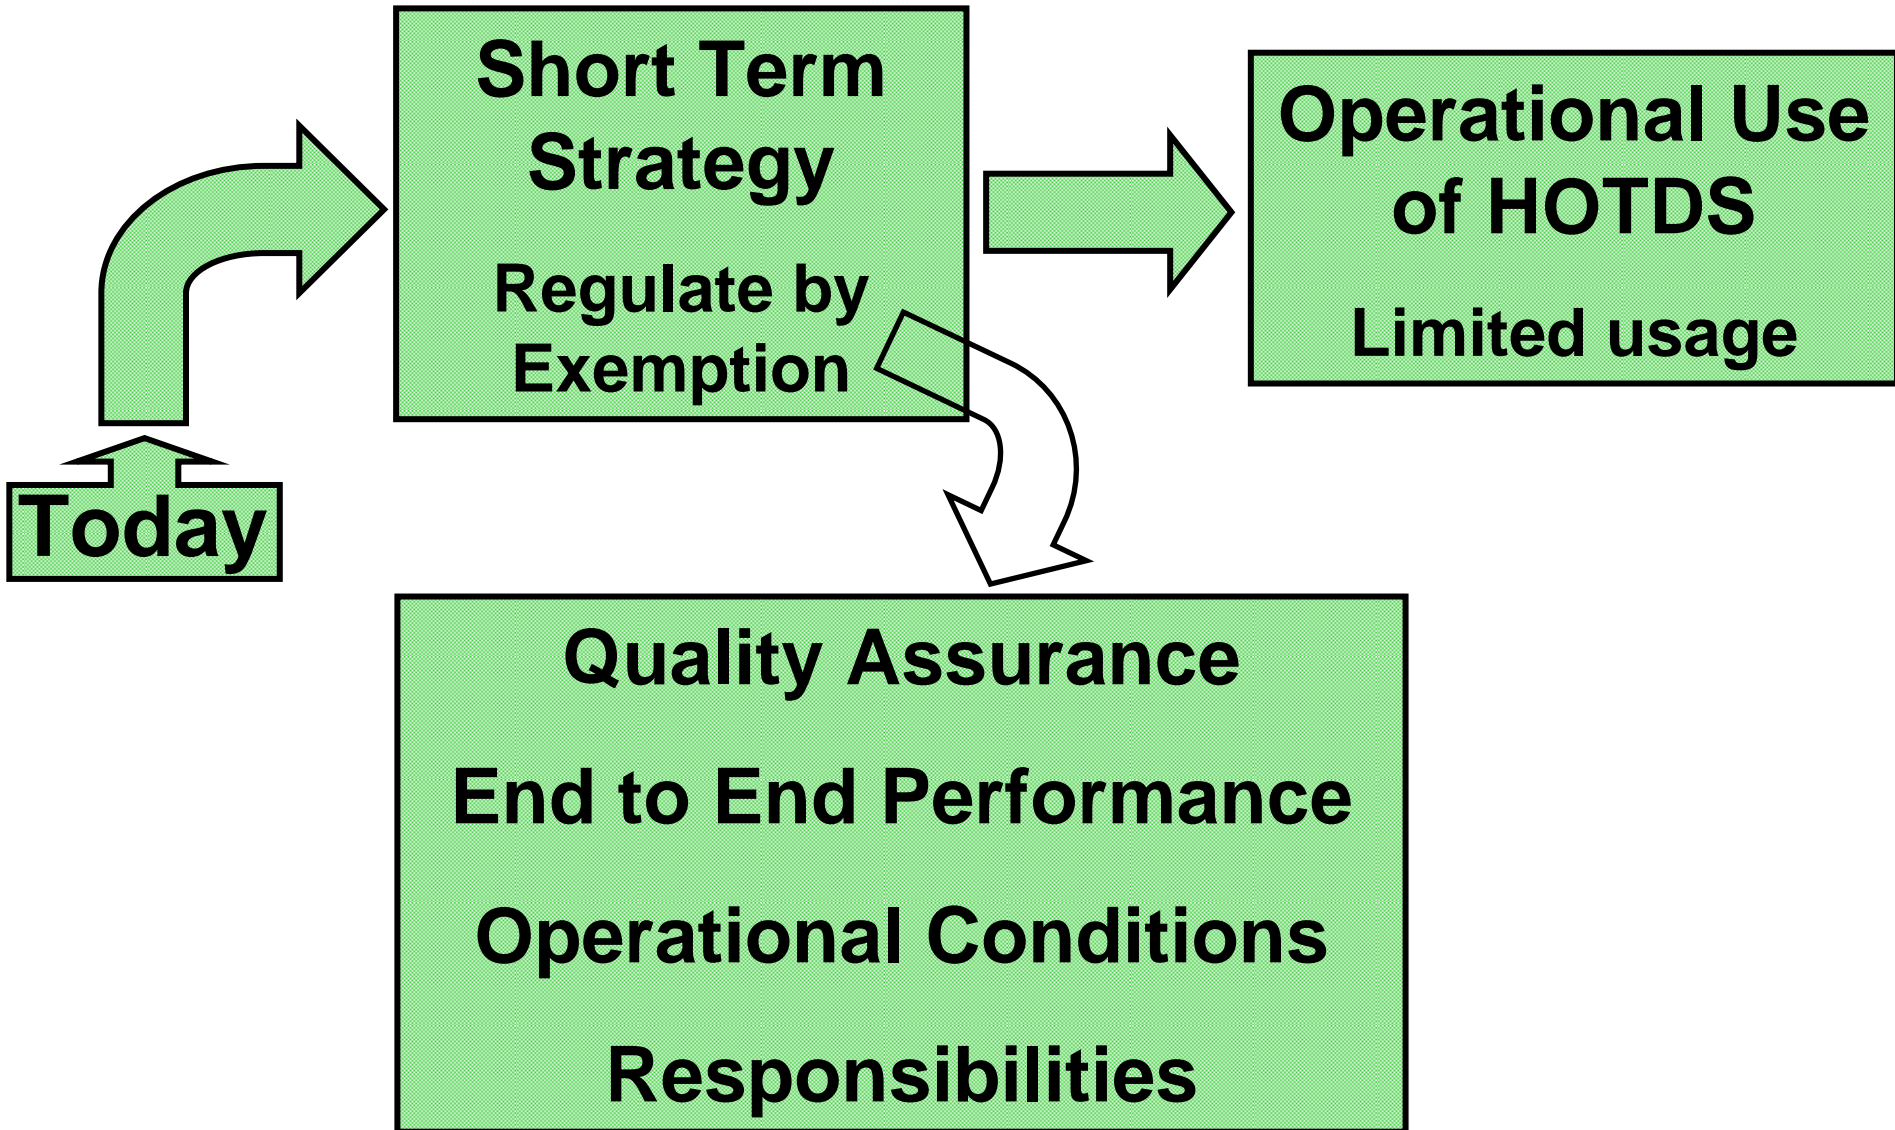 Short Term
Strategy
Regulate by
Exemption
Operational Use
of HOTDS
Limited usage
Today
Quality Assurance
End to End Performance
Operational Conditions
Responsibilities